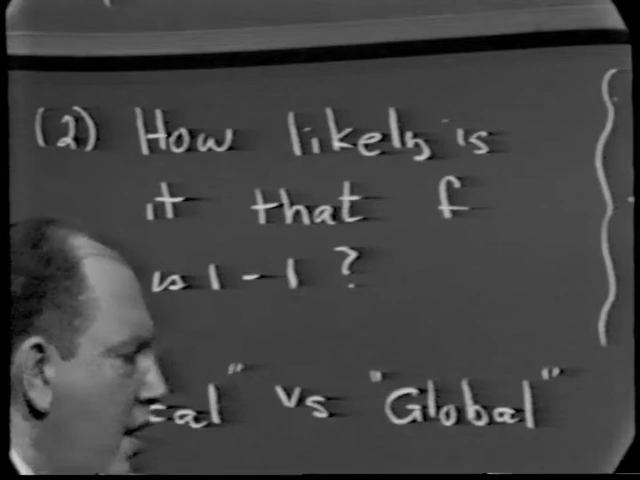 (2) How likely is
it that f
is 1-1?
cal" vs "Global"